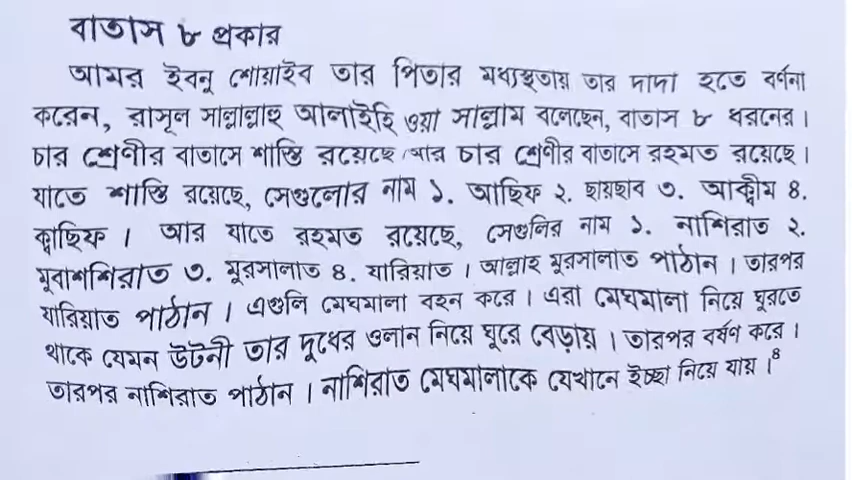 বাতাস ৮ প্রকার
আমর ইবনু শোয়াইব তার পিতার মধ্যস্থতায় তার দাদা হতে বর্ণনা
করেন, রাসূল সাল্লাল্লাহু আলাইহি ওয়া সাল্লাম বলেছেন, বাতাস ৮ ধরনের।
চার শ্রেণীর বাতাসে শাস্তি রয়েছে আর চার শ্রেণীর বাতাসে রহমত রয়েছে।
যাতে শাস্তি রয়েছে, সেগুলোর নাম ১. আছিফ ২. ছায়ছাব ৩. আক্বীম ৪.
ক্বাছিফ। আর যাতে রহমত রয়েছে, সেগুলির নাম ১. নাশিরাত ২.
মুবাশশিরাত ৩. মুরসালাত ৪. যারিয়াত। আল্লাহ মুরসালাত পাঠান। তারপর
যারিয়াত পাঠান। এগুলি মেঘমালা বহন করে। এরা মেঘমালা নিয়ে ঘুরতে
থাকে যেমন উটনী তার দুধের ওলান নিয়ে ঘুরে বেড়ায়। তারপর বর্ষণ করে।
তারপর নাশিরাত পাঠান। নাশিরাত মেঘমালাকে যেখানে ইচ্ছা নিয়ে যায়।৪